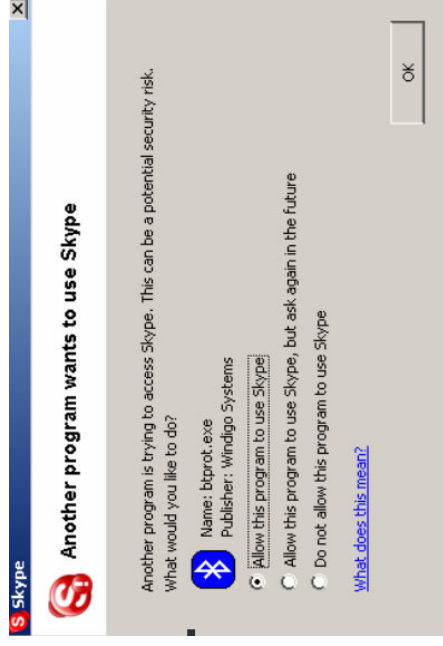 Skype
Another program wants to use Skype
Another program is trying to access Skype. This can be a potential security risk.
What would you like to do?
Name: btprot.exe
Publisher: Windigo Systems
Allow this program to use Skype
Allow this program to use Skype, but ask again in the future
Do not allow this program to use Skype
What does this mean?
OK